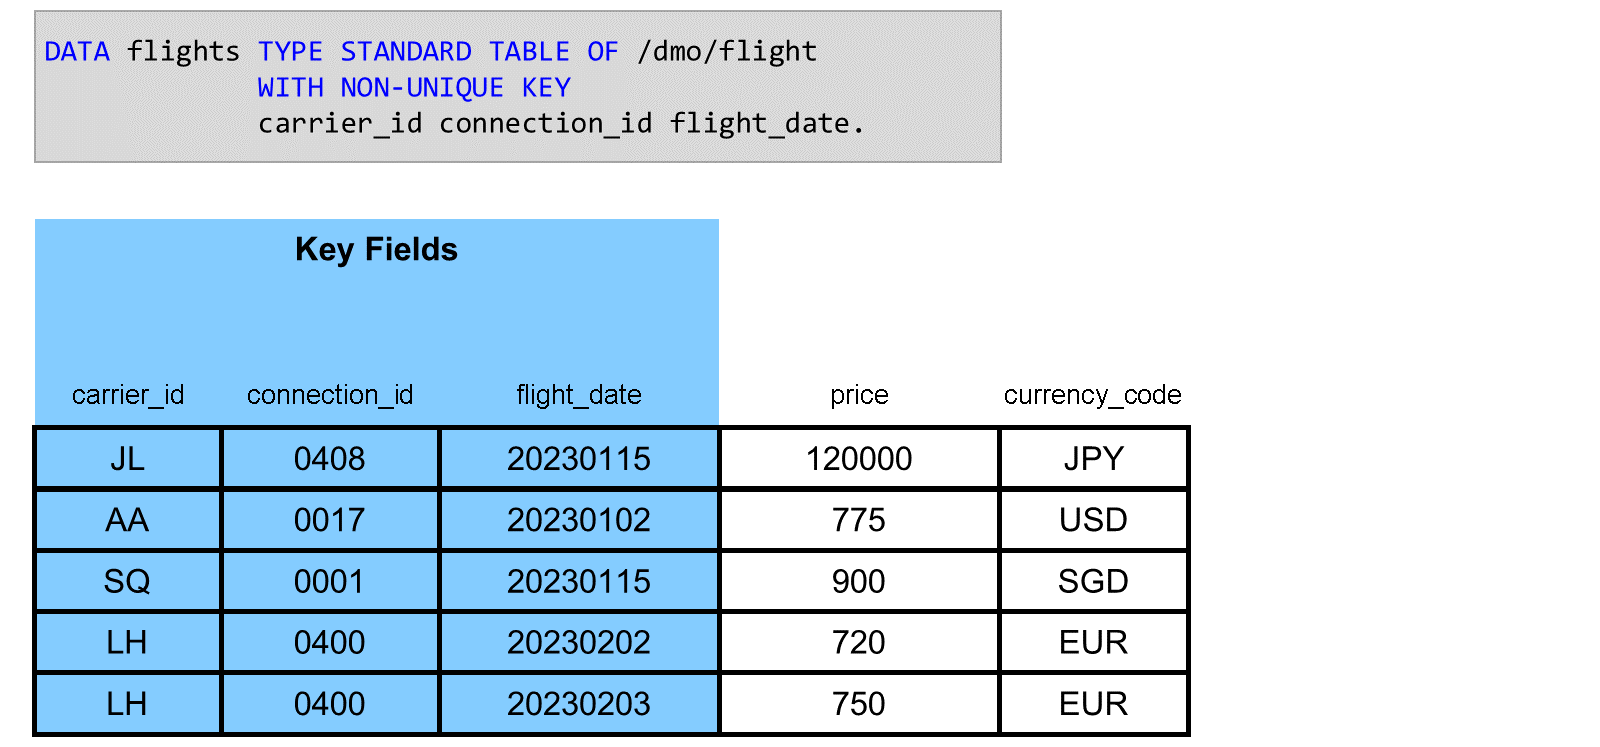 DATA flights TYPE STANDARD TABLE OF /dmo/flight
WITH NON-UNIQUE KEY
carrier_id connection_id flight_date.
Key Fields
carrier_id connection_id flight_date price currency_code
JL 0408 20230115 120000 JPY
AA 0017 20230102 775 USD
SQ 0001 20230115 900 SGD
LH 0400 20230202 720 EUR
LH 0400 20230203 750 EUR